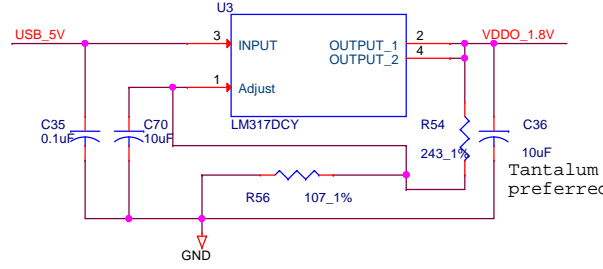 U3
USB_5V
3
INPUT
OUTPUT_1
2
VDDO_1.8V
OUTPUT_2
4
1
Adjust
LM317DCY
C35
0.1uF
C70
10uF
R54
243_1%
C36
10uF
Tantalum
preferred
R56
107_1%
GND